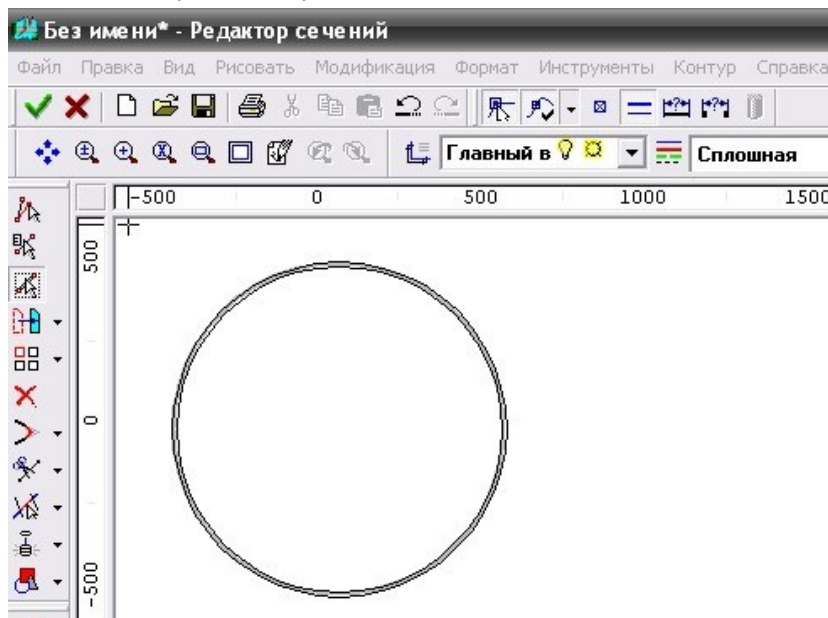 Без имени* - Редактор сечений
Файл Правка Вид Рисовать Модификация Формат Инструменты Контур Справка
Главный в Сплошная
-500 0 500 1000 1500
500
0
-500